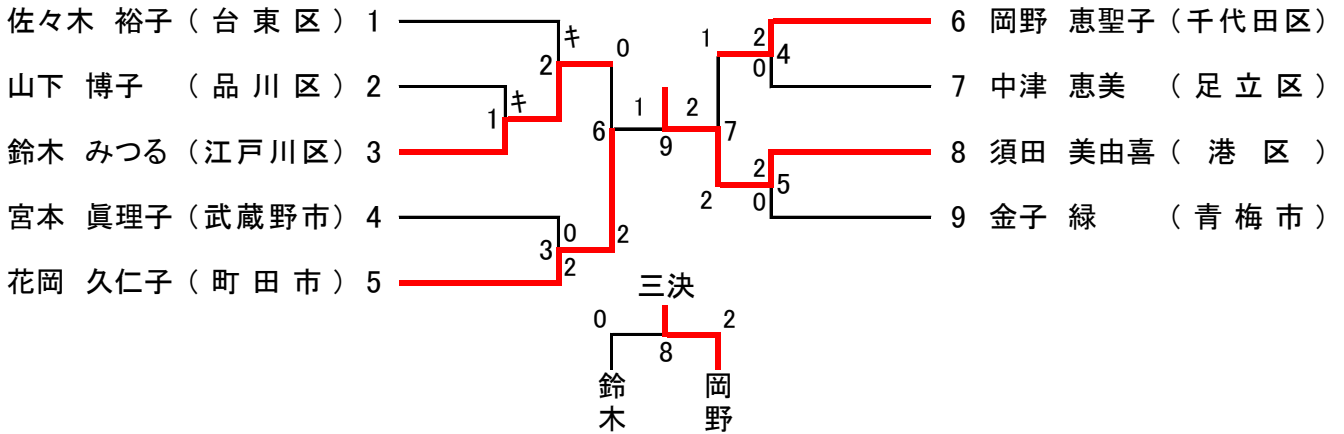 佐々木 裕子（台東区）1
山下 博子 （品川区）2
鈴木 みつる（江戸川区）3
宮本 眞理子（武蔵野市）4
花岡 久仁子（町田市）5
キ
2
キ
1
0
6
0
3
2
2
1
2
9
1
7
2
2
4
0
2
5
0
6 岡野 恵聖子（千代田区）
7 中津 恵美 （足立区）
8 須田 美由喜（港区）
9 金子 緑 （青梅市）
三決
0
2
8
鈴木
岡野